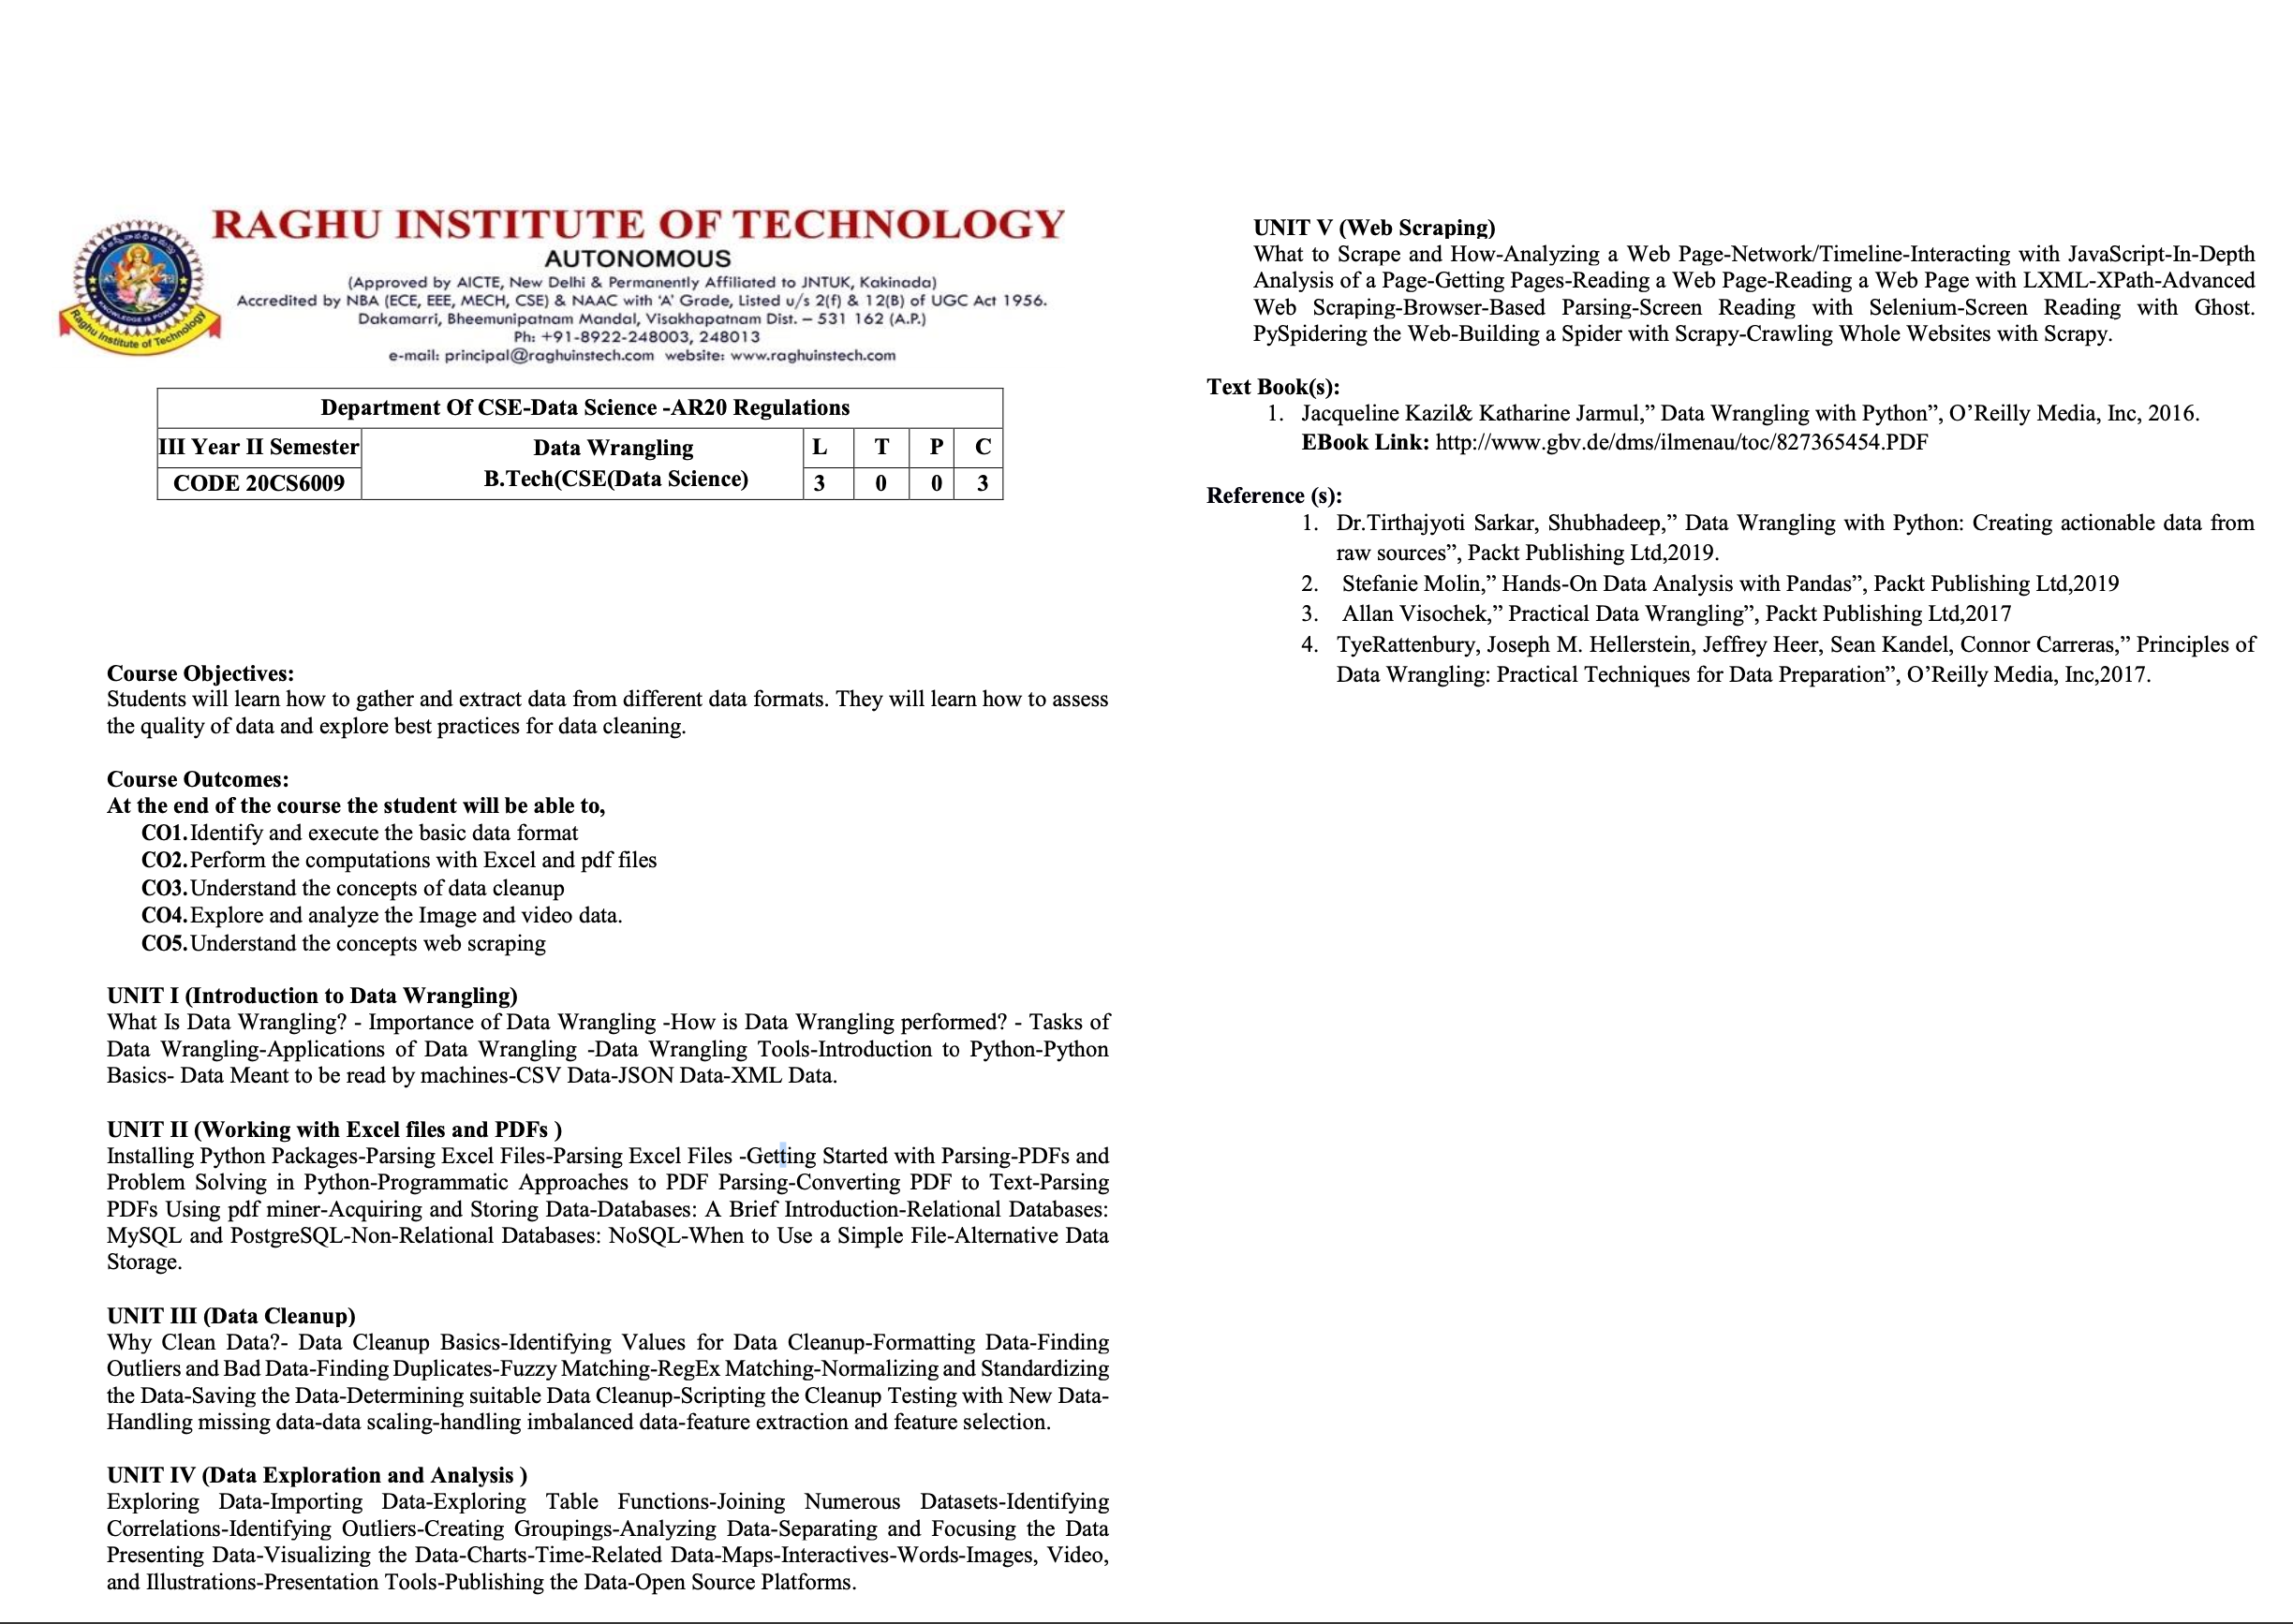 RAGHU INSTITUTE OF TECHNOLOGY
AUTONOMOUS
(Approved by AICTE, New Delhi & Permanently Affiliated to JNTUK, Kakinada)
Accredited by NBA (ECE, EEE, MECH, CSE) & NAAC with 'A' Grade, Listed u/s 2(f) & 12(B) of UGC Act 1956.
Dakamarri, Bheemunipatnam Mandal, Visakhapatnam Dist. – 531 162 (A.P.)
Ph: +91-8922-248003, 248013
e-mail: principal@raghuinstech.com website: www.raghuinstech.com
KNOWLEDGE IS POWER
Raghu Institute of Technology
Department Of CSE-Data Science -AR20 Regulations
III Year II Semester Data Wrangling L T P C
CODE 20CS6009 B.Tech(CSE(Data Science) 3 0 0 3
Course Objectives:
Students will learn how to gather and extract data from different data formats. They will learn how to assess
the quality of data and explore best practices for data cleaning.
Course Outcomes:
At the end of the course the student will be able to,
CO1. Identify and execute the basic data format
CO2. Perform the computations with Excel and pdf files
CO3. Understand the concepts of data cleanup
CO4. Explore and analyze the Image and video data.
CO5. Understand the concepts web scraping
UNIT I (Introduction to Data Wrangling)
What Is Data Wrangling? - Importance of Data Wrangling -How is Data Wrangling performed? - Tasks of
Data Wrangling-Applications of Data Wrangling -Data Wrangling Tools-Introduction to Python-Python
Basics- Data Meant to be read by machines-CSV Data-JSON Data-XML Data.
UNIT II (Working with Excel files and PDFs )
Installing Python Packages-Parsing Excel Files-Parsing Excel Files -Getting Started with Parsing-PDFs and
Problem Solving in Python-Programmatic Approaches to PDF Parsing-Converting PDF to Text-Parsing
PDFs Using pdf miner-Acquiring and Storing Data-Databases: A Brief Introduction-Relational Databases:
MySQL and PostgreSQL-Non-Relational Databases: NoSQL-When to Use a Simple File-Alternative Data
Storage.
UNIT III (Data Cleanup)
Why Clean Data?- Data Cleanup Basics-Identifying Values for Data Cleanup-Formatting Data-Finding
Outliers and Bad Data-Finding Duplicates-Fuzzy Matching-RegEx Matching-Normalizing and Standardizing
the Data-Saving the Data-Determining suitable Data Cleanup-Scripting the Cleanup Testing with New Data-
Handling missing data-data scaling-handling imbalanced data-feature extraction and feature selection.
UNIT IV (Data Exploration and Analysis )
Exploring Data-Importing Data-Exploring Table Functions-Joining Numerous Datasets-Identifying
Correlations-Identifying Outliers-Creating Groupings-Analyzing Data-Separating and Focusing the Data
Presenting Data-Visualizing the Data-Charts-Time-Related Data-Maps-Interactives-Words-Images, Video,
and Illustrations-Presentation Tools-Publishing the Data-Open Source Platforms.
UNIT V (Web Scraping)
What to Scrape and How-Analyzing a Web Page-Network/Timeline-Interacting with JavaScript-In-Depth
Analysis of a Page-Getting Pages-Reading a Web Page-Reading a Web Page with LXML-XPath-Advanced
Web Scraping-Browser-Based Parsing-Screen Reading with Selenium-Screen Reading with Ghost.
PySpidering the Web-Building a Spider with Scrapy-Crawling Whole Websites with Scrapy.
Text Book(s):
1. Jacqueline Kazil& Katharine Jarmul,” Data Wrangling with Python”, O’Reilly Media, Inc, 2016.
EBook Link: http://www.gbv.de/dms/ilmenau/toc/827365454.PDF
Reference (s):
1. Dr.Tirthajyoti Sarkar, Shubhadeep,” Data Wrangling with Python: Creating actionable data from
raw sources”, Packt Publishing Ltd,2019.
2. Stefanie Molin,” Hands-On Data Analysis with Pandas”, Packt Publishing Ltd,2019
3. Allan Visochek,” Practical Data Wrangling”, Packt Publishing Ltd,2017
4. TyeRattenbury, Joseph M. Hellerstein, Jeffrey Heer, Sean Kandel, Connor Carreras,” Principles of
Data Wrangling: Practical Techniques for Data Preparation”, O’Reilly Media, Inc,2017.